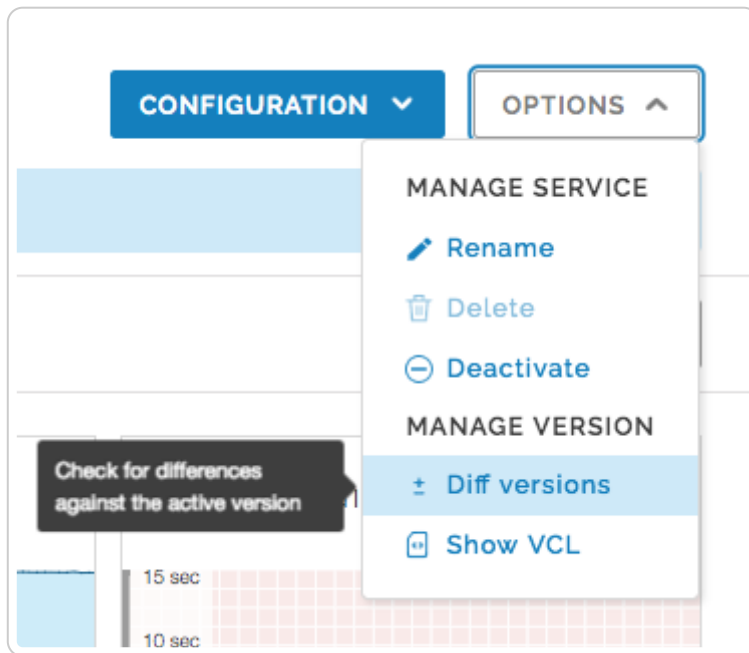 CONFIGURATION
OPTIONS
MANAGE SERVICE
Rename
Delete
Deactivate
MANAGE VERSION
Diff versions
Check for differences
against the active version
Show VCL
15 sec
10 sec